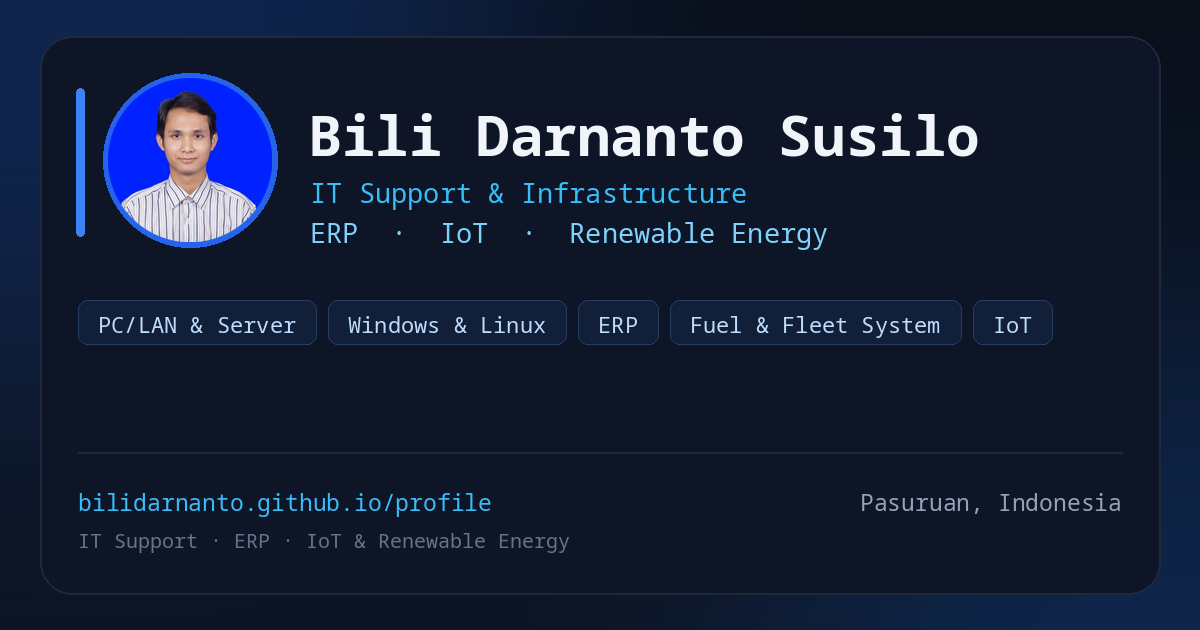 Bili Darnanto Susilo
IT Support & Infrastructure
ERP · IoT · Renewable Energy
PC/LAN & Server Windows & Linux ERP Fuel & Fleet System IoT
bilidarnanto.github.io/profile Pasuruan, Indonesia
IT Support · ERP · IoT & Renewable Energy